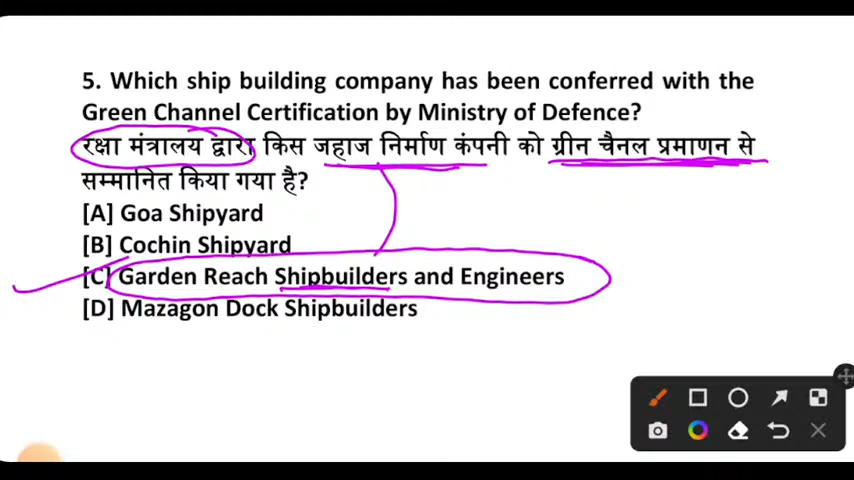 5. Which ship building company has been conferred with the
Green Channel Certification by Ministry of Defence?
रक्षा मंत्रालय द्वारा किस जहाज निर्माण कंपनी को ग्रीन चैनल प्रमाणन से
सम्मानित किया गया है?
[A] Goa Shipyard
[B] Cochin Shipyard
[C] Garden Reach Shipbuilders and Engineers
[D] Mazagon Dock Shipbuilders